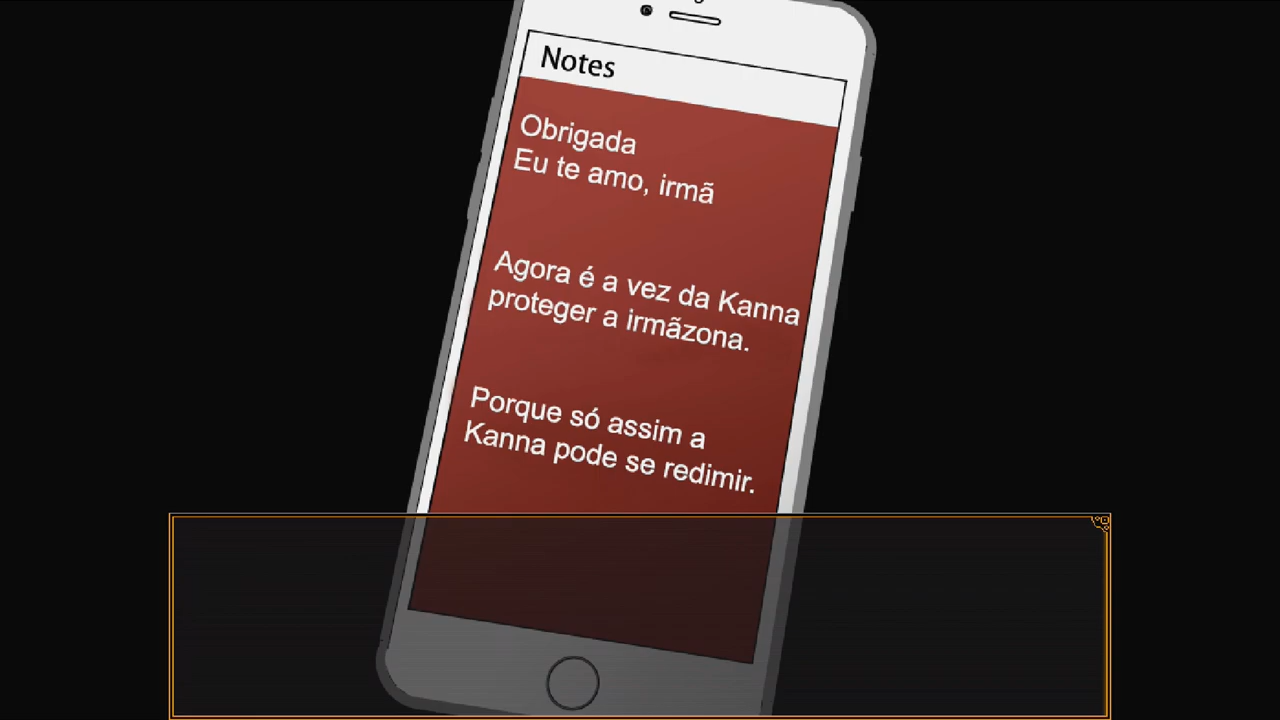 Notes
Obrigada
Eu te amo, irmã
Agora é a vez da Kanna
proteger a irmãzona.
Porque só assim a
Kanna pode se redimir.